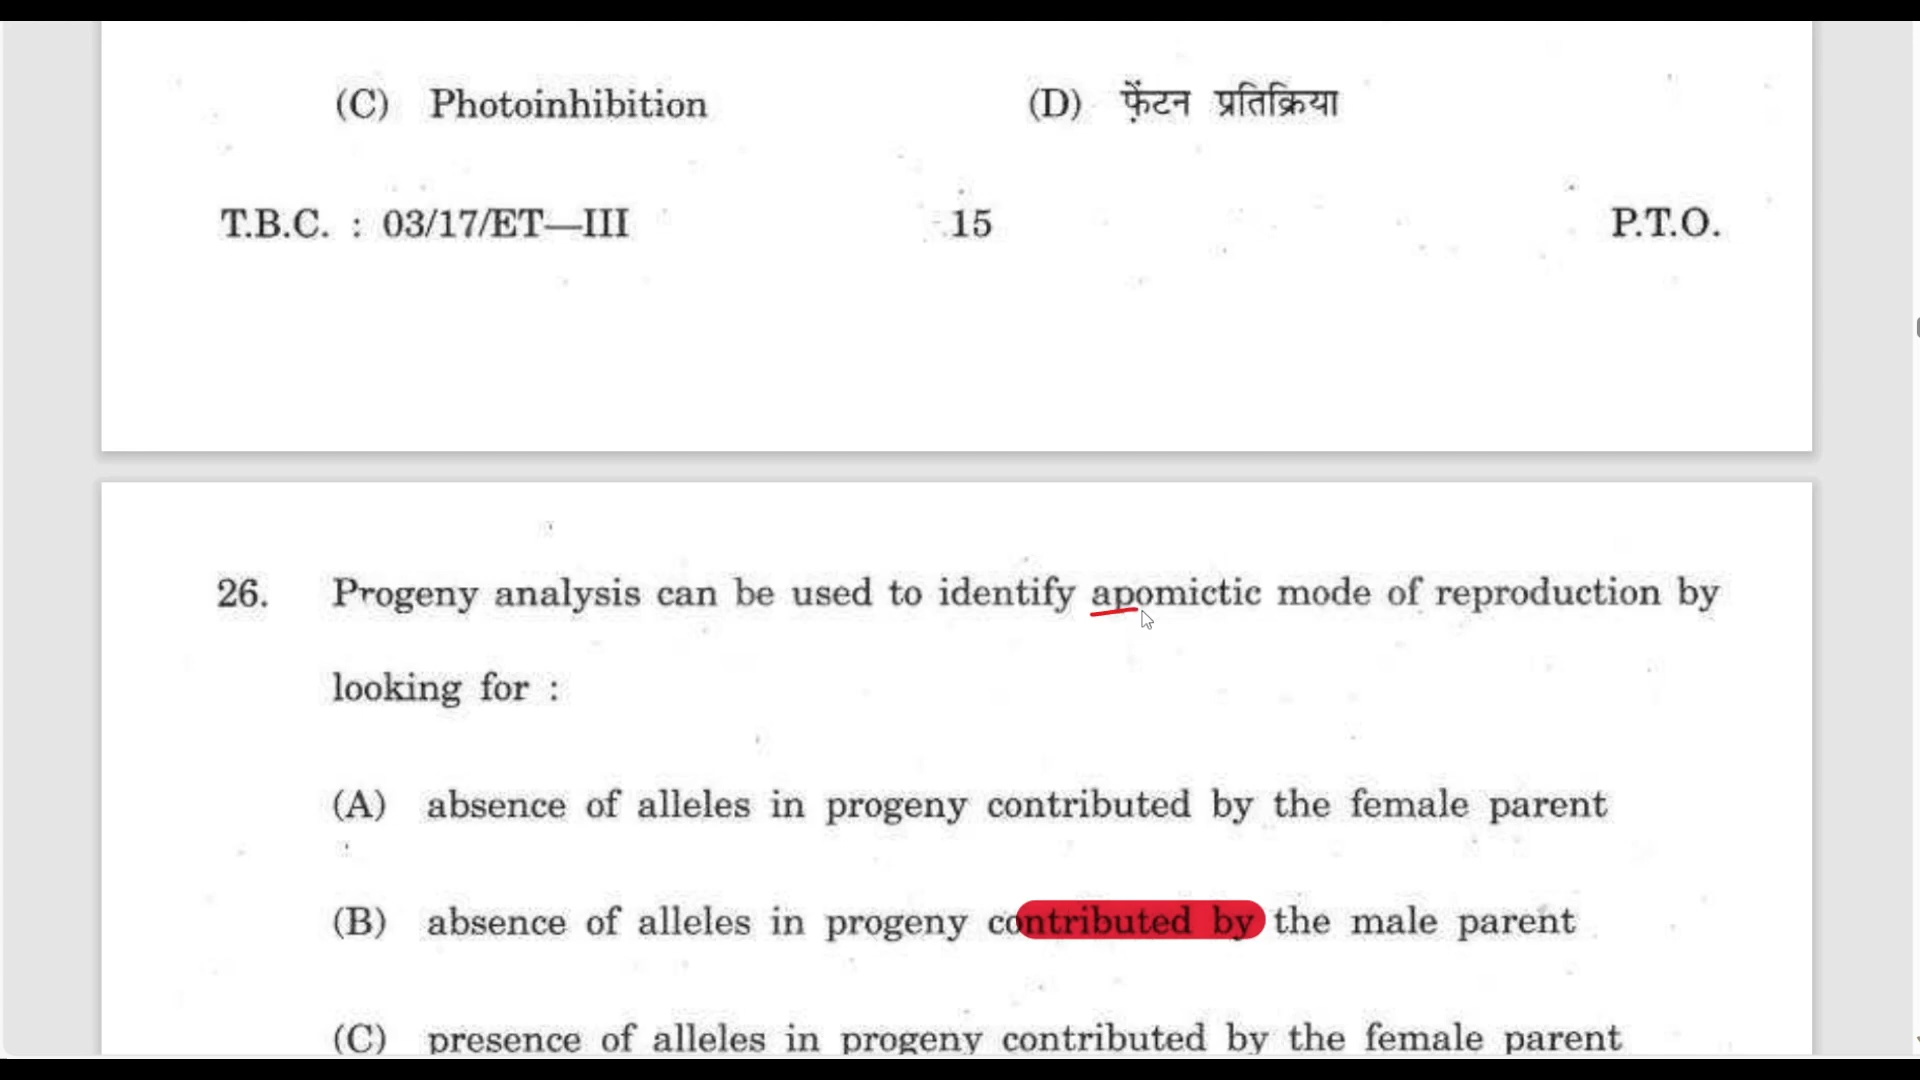 (C) Photoinhibition (D) फ़ेंटन प्रतिक्रिया
T.B.C. : 03/17/ET—III 15 P.T.O.
26. Progeny analysis can be used to identify apomictic mode of reproduction by
looking for :
(A) absence of alleles in progeny contributed by the female parent
(B) absence of alleles in progeny contributed by the male parent
(C) presence of alleles in progeny contributed by the female parent